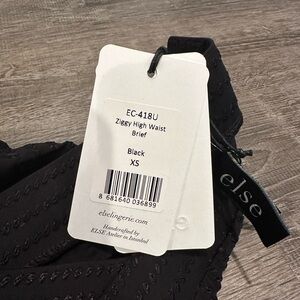 EC-418U
Ziggy High Waist
Brief
Black
XS
8 681640 036899
elselingerie.com
Handcrafted by
ELSE Atelier in Istanbul
else